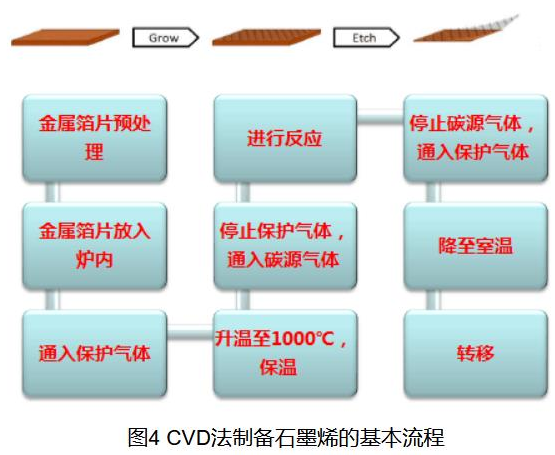 Grow
Etch
金属箔片预处
理
金属箔片放入
炉内
通入保护气体
升温至1000℃，
保温
停止保护气体，
通入碳源气体
进行反应
停止碳源气体，
通入保护气体
降至室温
转移
图4 CVD法制备石墨烯的基本流程